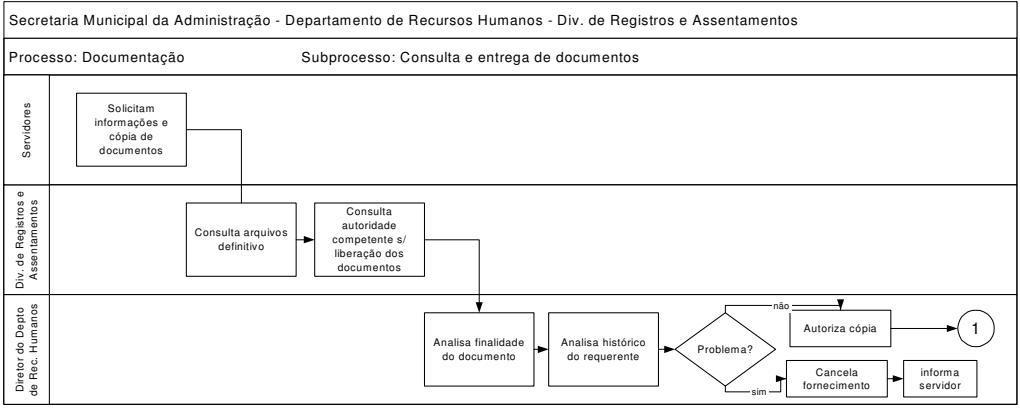 Secretaria Municipal da Administração - Departamento de Recursos Humanos - Div. de Registros e Assentamentos
Processo: Documentação
Subprocesso: Consulta e entrega de documentos
Servidores
Solicitam
informações e
cópia de
documentos
Div. de Registros e
Assentamentos
Consulta arquivos
definitivo
Consulta
autoridade
competente s/
liberação dos
documentos
Diretor do Depto
de Rec. Humanos
Analisa finalidade
do documento
Analisa histórico
do requerente
Problema?
não
Autoriza cópia
1
sim
Cancela
fornecimento
informa
servidor